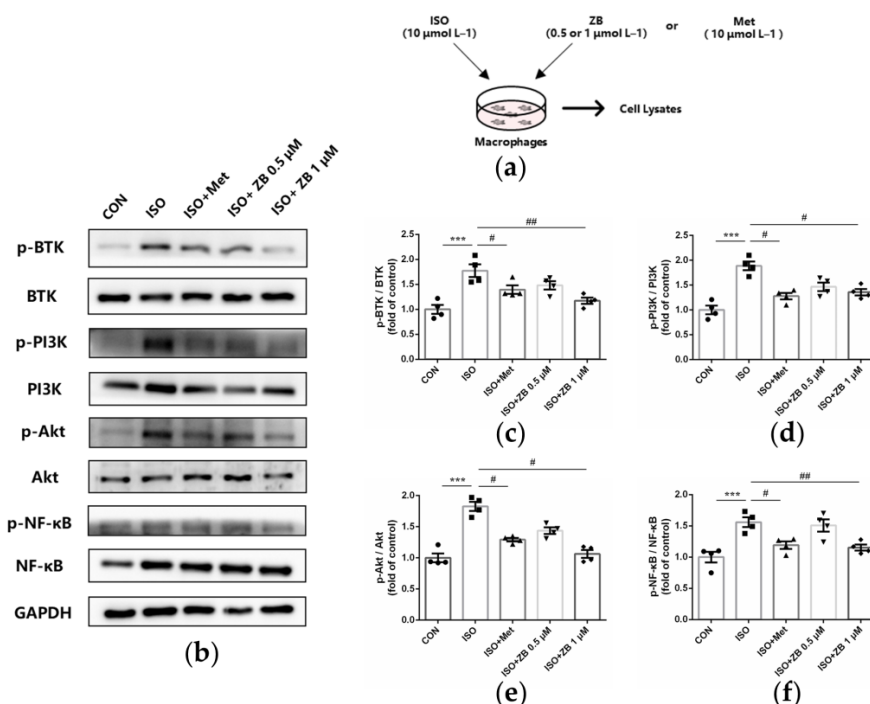 ISO ZB or Met
(10 μmol L–1) (0.5 or 1 μmol L–1) ( 10 μmol L–1 )
Macrophages
Cell Lysates
(a)
CON ISO ISO+Met ISO+ ZB 0.5 μM ISO+ ZB 1 μM
p-BTK
BTK
p-PI3K
PI3K
p-Akt
Akt
p-NF-κB
NF-κB
GAPDH
(b)
p-BTK / BTK
(fold of control)
2.5
2.0
1.5
1.0
0.5
0.0
##
*** #
CON ISO ISO+Met ISO+ZB 0.5 μM ISO+ZB 1 μM
(c)
p-PI3K / PI3K
(fold of control)
2.5
2.0
1.5
1.0
0.5
0.0
#
*** #
CON ISO ISO+Met ISO+ZB 0.5 μM ISO+ZB 1 μM
(d)
p-Akt / Akt
(fold of control)
2.0
1.5
1.0
0.5
0.0
#
*** #
CON ISO ISO+Met ISO+ZB 0.5 μM ISO+ZB 1 μM
(e)
p-NF-κB / NF-κB
(fold of control)
2.0
1.5
1.0
0.5
0.0
##
*** #
CON ISO ISO+Met ISO+ZB 0.5 μM ISO+ZB 1 μM
(f)